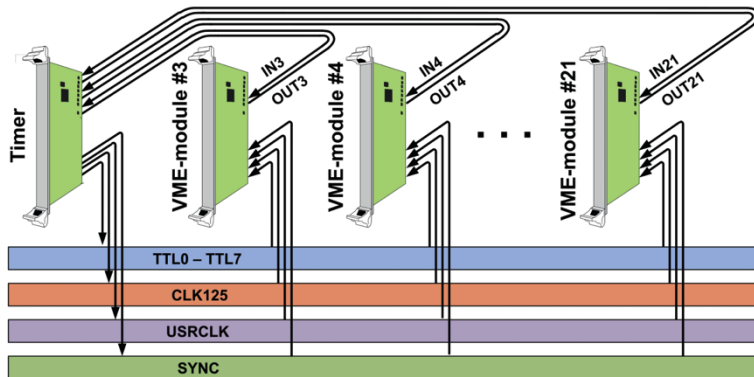 Timer
VME-module #3
IN3
OUT3
VME-module #4
IN4
OUT4
. . .
VME-module #21
IN21
OUT21
TTL0 – TTL7
CLK125
USRCLK
SYNC